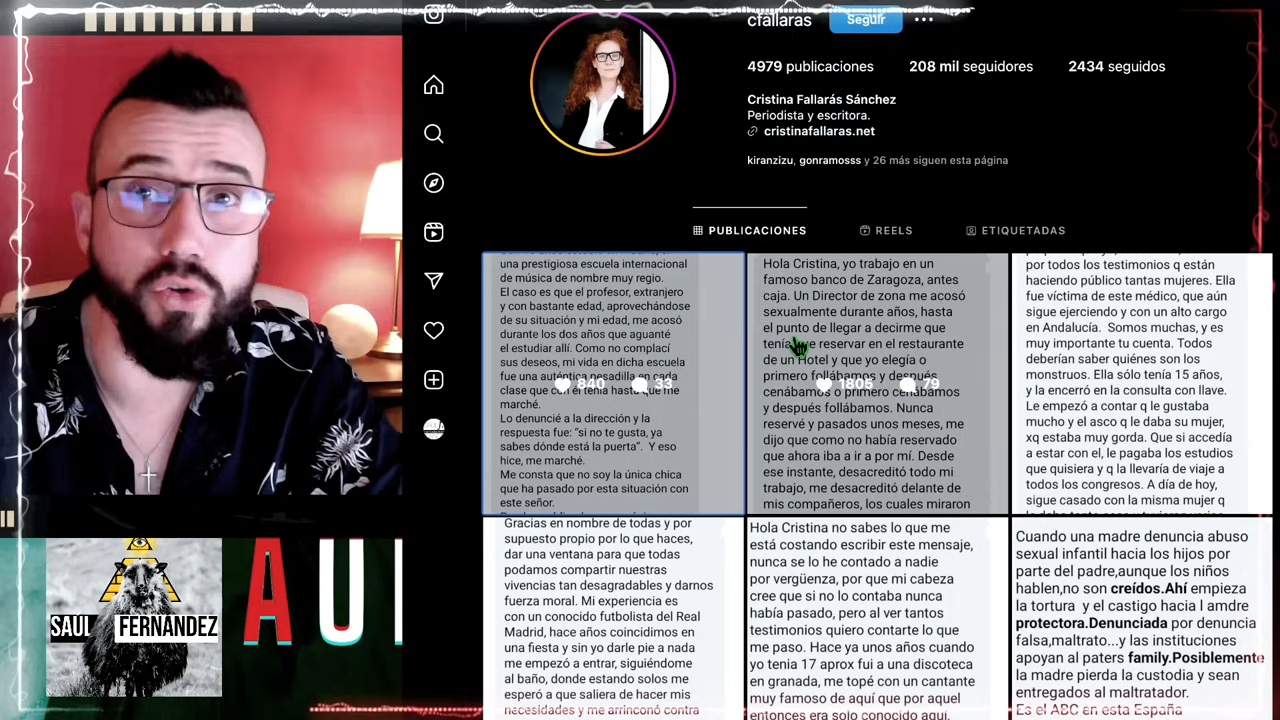 cfallaras
Seguir
4979 publicaciones
208 mil seguidores
2434 seguidos
Cristina Fallarás Sánchez
Periodista y escritora.
cristinafallaras.net
kiranzizu, gonramosss y 26 más siguen esta página
PUBLICACIONES
REELS
ETIQUETADAS
una prestigiosa escuela internacional
de música de nombre muy regio.
El caso es que el profesor, extranjero
y con bastante edad, aprovechándose
de su situación y mi edad, me acosó
durante los dos años que aguanté
el estudiar allí. Como no complací
sus deseos, mi vida en dicha escuela
fue una auténtica pesadilla en cada
clase que con él tenía hasta que me
marché.
Lo denuncié a la dirección y la
respuesta fue: "si no te gusta, ya
sabes dónde está la puerta". Y eso
hice, me marché.
Me consta que no soy la única chica
que ha pasado por esta situación con
este señor.
840
33
Hola Cristina, yo trabajo en un
famoso banco de Zaragoza, antes
caja. Un Director de zona me acosó
sexualmente durante años, hasta
el punto de llegar a decirme que
tenía que reservar en el restaurante
de un Hotel y que yo elegía o
primero follábamos y después
cenábamos o primero cenábamos
y después follábamos. Nunca
reservé y pasados unos meses, me
dijo que como no había reservado
que ahora iba a ir a por mí. Desde
ese instante, desacreditó todo mi
trabajo, me desacreditó delante de
mis compañeros, los cuales miraron
1805
79
por todos los testimonios q están
haciendo público tantas mujeres. Ella
fue víctima de este médico, que aún
sigue ejerciendo y con un alto cargo
en Andalucía. Somos muchas, y es
muy importante tu cuenta. Todos
deberían saber quiénes son los
monstruos. Ella sólo tenía 15 años,
y la encerró en la consulta con llave.
Le empezó a contar q le gustaba
mucho y el asco q le daba su mujer,
xq estaba muy gorda. Que si accedía
a estar con el, le pagaba los estudios
que quisiera y q la llevaría de viaje a
todos los congresos. A día de hoy,
sigue casado con la misma mujer q
Gracias en nombre de todas y por
supuesto propio por lo que haces,
dar una ventana para que todas
podamos compartir nuestras
vivencias tan desagradables y darnos
fuerza moral. Mi experiencia es
con un conocido futbolista del Real
Madrid, hace años coincidimos en
una fiesta y sin yo darle pie a nada
me empezó a entrar, siguiéndome
al baño, donde estando solos me
esperó a que saliera de hacer mis
necesidades y me arrinconó contra
Hola Cristina no sabes lo que me
está costando escribir este mensaje,
nunca se lo he contado a nadie
por vergüenza, por que mi cabeza
cree que si no lo contaba nunca
había pasado, pero al ver tantos
testimonios quiero contarte lo que
me paso. Hace ya unos años cuando
yo tenia 17 aprox fui a una discoteca
en granada, me topé con un cantante
muy famoso de aquí que por aquel
entonces era solo conocido aqui.
Cuando una madre denuncia abuso
sexual infantil hacia los hijos por
parte del padre,aunque los niños
hablen,no son creídos.Ahí empieza
la tortura y el castigo hacia l amdre
protectora.Denunciada por denuncia
falsa,maltrato...y las instituciones
apoyan al paters family.Posiblemente
la madre pierda la custodia y sean
entregados al maltratador.
Es el ABC en esta España
SAÚL FERNÁNDEZ
A U